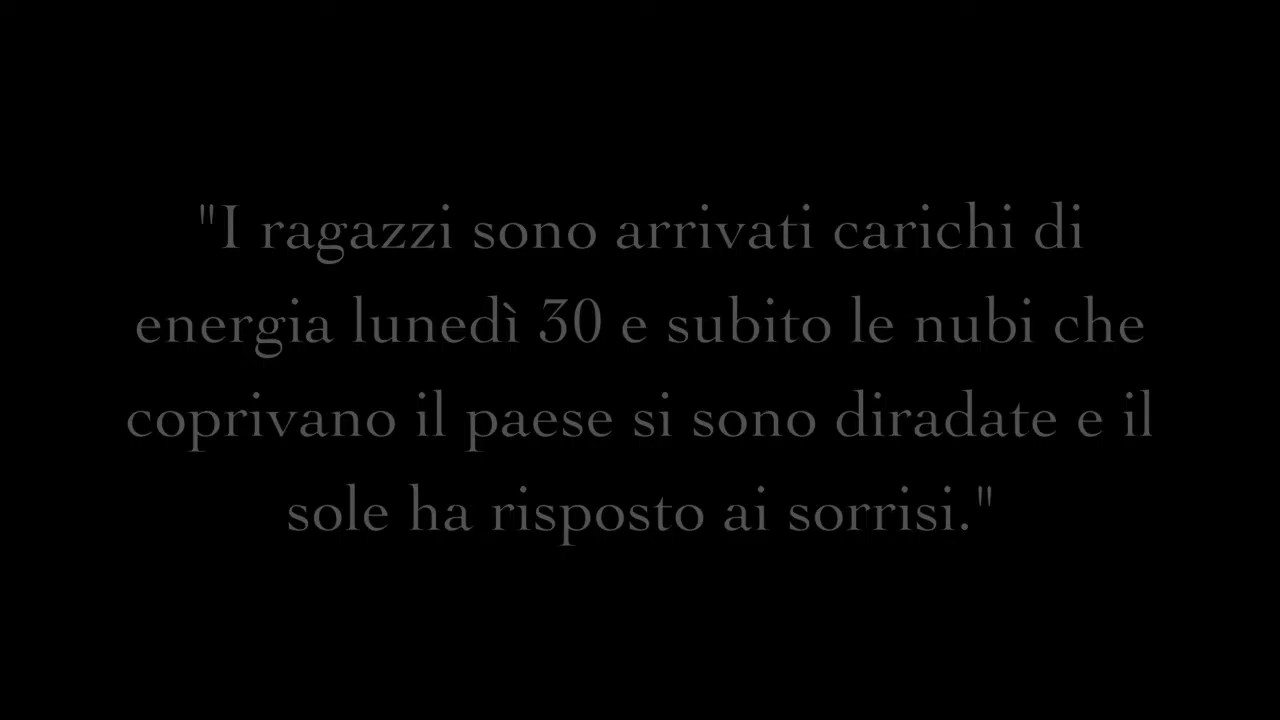 "I ragazzi sono arrivati carichi di
energia lunedì 30 e subito le nubi che
coprivano il paese si sono diradate e il
sole ha risposto ai sorrisi."